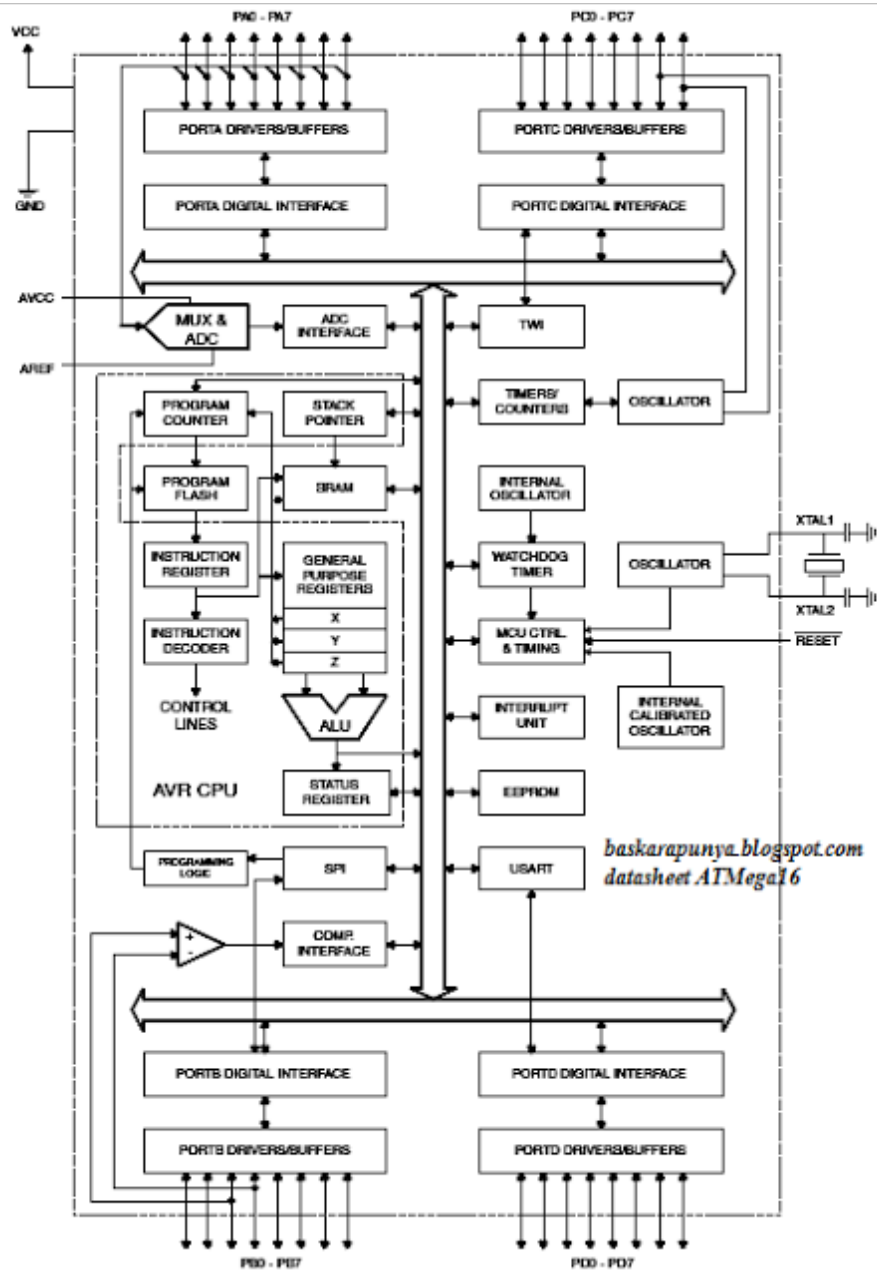 PA0 - PA7
PC0 - PC7
VCC
PORTA DRIVERS/BUFFERS
PORTC DRIVERS/BUFFERS
PORTA DIGITAL INTERFACE
PORTC DIGITAL INTERFACE
GND
AVCC
MUX &
ADC
ADC
INTERFACE
TWI
AREF
PROGRAM
COUNTER
STACK
POINTER
TIMERS/
COUNTERS
OSCILLATOR
PROGRAM
FLASH
SRAM
INTERNAL
OSCILLATOR
XTAL1
INSTRUCTION
REGISTER
GENERAL
PURPOSE
REGISTERS
WATCHDOG
TIMER
OSCILLATOR
XTAL2
X
INSTRUCTION
DECODER
Y
MCU CTRL.
& TIMING
RESET
Z
CONTROL
LINES
ALU
INTERRUPT
UNIT
INTERNAL
CALIBRATED
OSCILLATOR
AVR CPU
STATUS
REGISTER
EEPROM
PROGRAMMING
LOGIC
SPI
USART
baskarapunya.blogspot.com
datasheet ATMega16
+
-
COMP.
INTERFACE
PORTB DIGITAL INTERFACE
PORTD DIGITAL INTERFACE
PORTB DRIVERS/BUFFERS
PORTD DRIVERS/BUFFERS
PB0 - PB7
PD0 - PD7